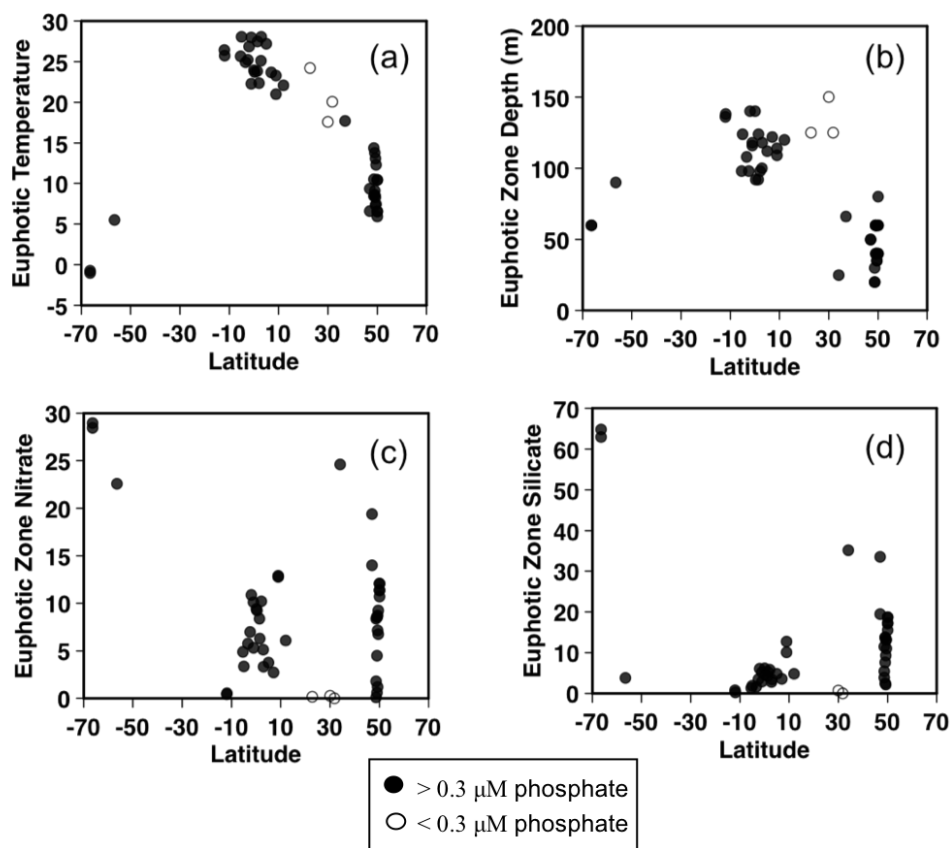 (a)
Euphotic Temperature
30
25
20
15
10
5
0
-5
-70 -50 -30 -10 10 30 50 70
Latitude
(b)
Euphotic Zone Depth (m)
200
150
100
50
0
-70 -50 -30 -10 10 30 50 70
Latitude
(c)
Euphotic Zone Nitrate
30
25
20
15
10
5
0
-70 -50 -30 -10 10 30 50 70
Latitude
(d)
Euphotic Zone Silicate
70
60
50
40
30
20
10
0
-70 -50 -30 -10 10 30 50 70
Latitude
> 0.3 μM phosphate
< 0.3 μM phosphate